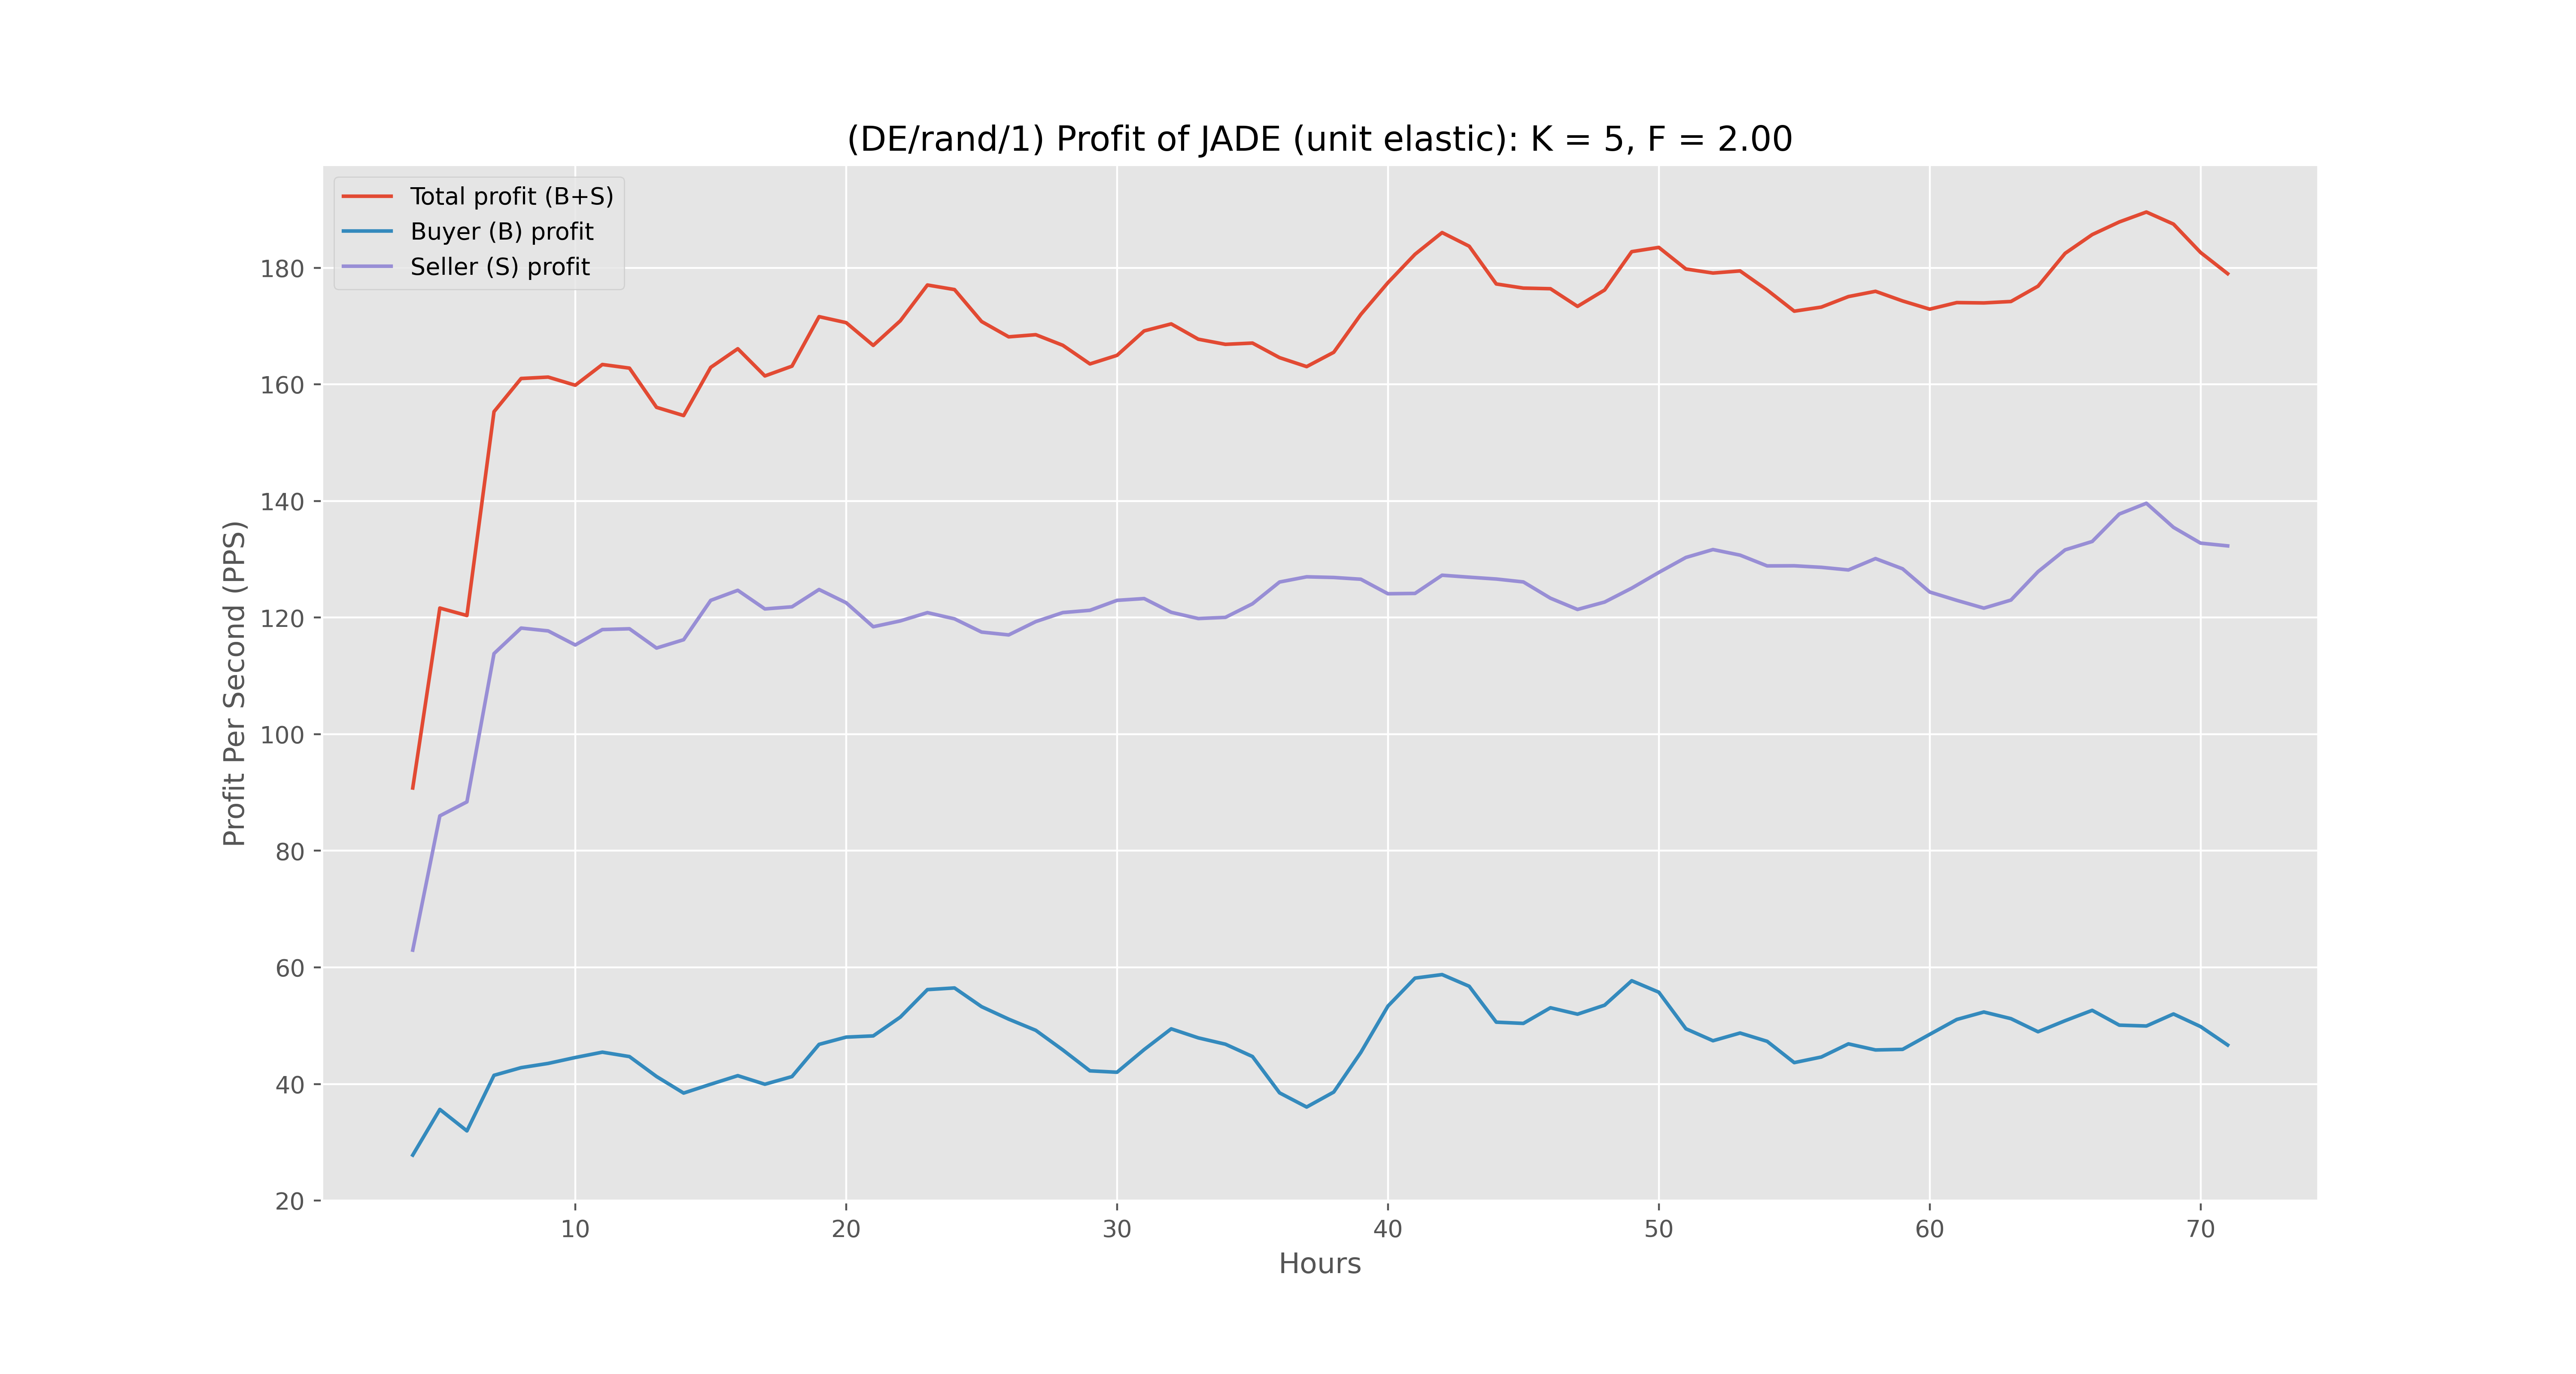 (DE/rand/1) Profit of JADE (unit elastic): K = 5, F = 2.00
Total profit (B+S)
Buyer (B) profit
Seller (S) profit
Profit Per Second (PPS)
180
160
140
120
100
80
60
40
20
10 20 30 40 50 60 70
Hours